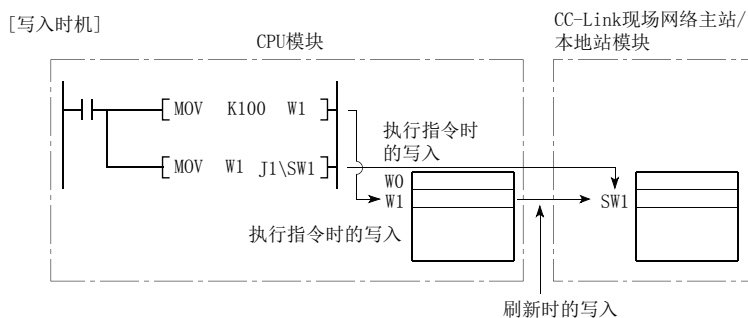 [写入时机]
CPU模块
CC-Link现场网络主站/
本地站模块
MOV K100 W1
MOV W1 J1\SW1
执行指令时
的写入
W0
W1
SW1
执行指令时的写入
刷新时的写入